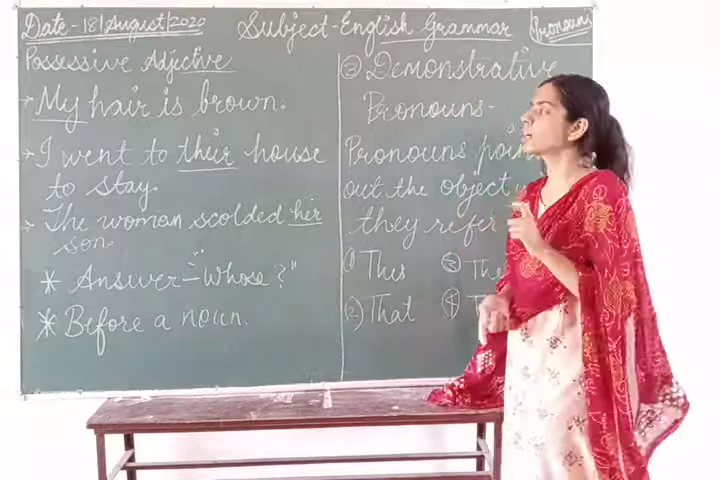 Date - 18/August/2020
Subject - English Grammar
Pronouns
Possessive Adjective
→ My hair is brown.
→ I went to their house
to stay.
→ The woman scolded her
son.
* Answer - "Whose?"
* Before a noun.
② Demonstrative
Pronouns -
Pronouns
out the object
they refer
① This
③
② That
④